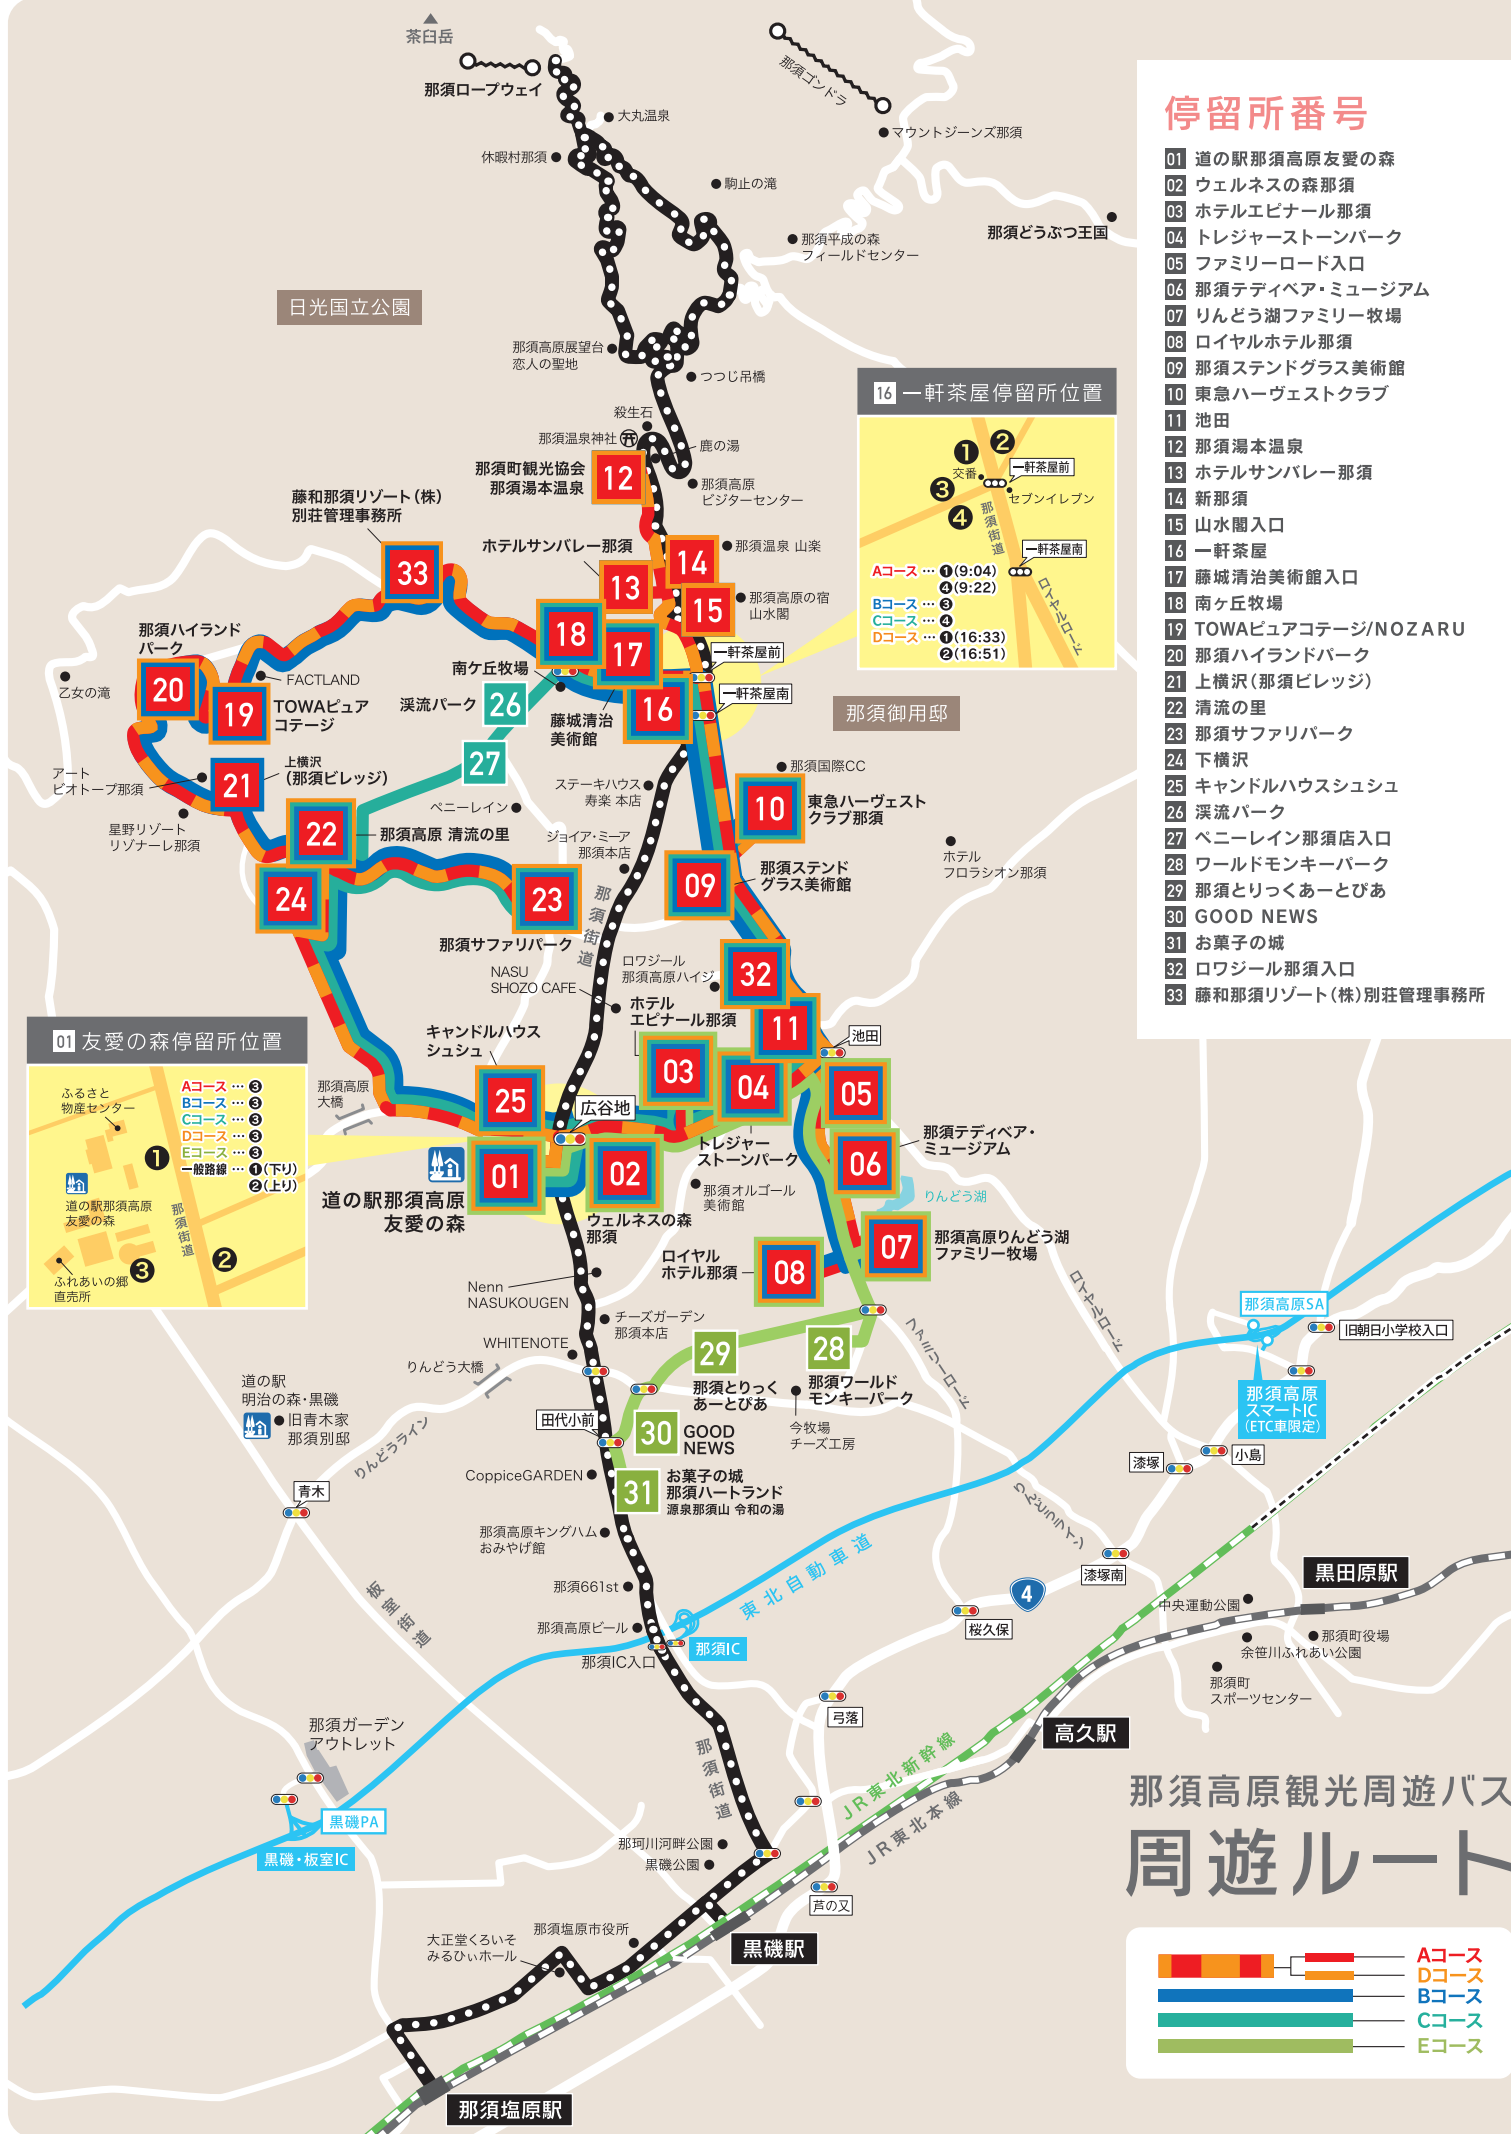 茶臼岳
那須ロープウェイ
那須ゴンドラ
大丸温泉
マウントジーンズ那須
休暇村那須
駒止の滝
那須どうぶつ王国
那須平成の森
フィールドセンター
日光国立公園
那須高原展望台
恋人の聖地
つつじ吊橋
殺生石
那須温泉神社
鹿の湯
那須町観光協会
那須湯本温泉
12
那須高原
ビジターセンター
藤和那須リゾート(株)
別荘管理事務所
33
ホテルサンバレー那須
13
14
那須温泉 山楽
15
那須高原の宿
山水閣
18
17
16
一軒茶屋前
一軒茶屋南
那須ハイランド
パーク
20
19
FACTLAND
TOWAピュア
コテージ
乙女の滝
南ケ丘牧場
渓流パーク
26
藤城清治
美術館
那須御用邸
27
上横沢
(那須ビレッジ)
21
アート
ビオトープ那須
星野リゾート
リゾナーレ那須
22
那須高原 清流の里
ペニーレイン
ステーキハウス
寿楽 本店
ジョイア・ミーア
那須本店
那須国際CC
10
東急ハーヴェスト
クラブ那須
ホテル
フロラシオン那須
09
那須ステンド
グラス美術館
24
23
那須サファリパーク
那須街道
NASU
SHOZO CAFE
ロワジール
那須高原ハイジ
32
11
池田
ホテル
エピナール那須
03
04
05
キャンドルハウス
シュシュ
25
那須高原
大橋
広谷地
01
02
道の駅那須高原
友愛の森
ウェルネスの森
那須
トレジャー
ストーンパーク
那須オルゴール
美術館
06
那須テディベア・
ミュージアム
りんどう湖
07
那須高原りんどう湖
ファミリー牧場
ロイヤル
ホテル那須
08
Nenn
NASUKOUGEN
チーズガーデン
那須本店
WHITENOTE
りんどう大橋
りんどうライン
29
那須とりっく
あーとぴあ
28
那須ワールド
モンキーパーク
今牧場
チーズ工房
ファミリーロード
ロイヤルロード
田代小前
30
GOOD
NEWS
CoppiceGARDEN
31
お菓子の城
那須ハートランド
源泉那須山 令和の湯
道の駅
明治の森・黒磯
旧青木家
那須別邸
青木
板室街道
那須高原キングハム
おみやげ館
那須661st
那須高原ビール
那須IC入口
那須IC
東北自動車道
りんどうライン
那須高原SA
旧朝日小学校入口
那須高原
スマートIC
(ETC車限定)
漆塚
小島
漆塚南
4
桜久保
黒田原駅
中央運動公園
那須町役場
余笹川ふれあい公園
那須町
スポーツセンター
弓落
高久駅
那須ガーデン
アウトレット
黒磯PA
黒磯・板室IC
那須街道
JR東北新幹線
JR東北本線
那珂川河畔公園
黒磯公園
芦の又
黒磯駅
那須塩原市役所
大正堂くろいそ
みるひぃホール
那須塩原駅
16 一軒茶屋停留所位置
1
2
3
4
交番
一軒茶屋前
セブンイレブン
那須街道
一軒茶屋南
ロイヤルロード
Aコース … ❶(9:04)
❹(9:22)
Bコース … ❸
Cコース … ❹
Dコース … ❶(16:33)
❷(16:51)
01 友愛の森停留所位置
ふるさと
物産センター
Aコース … ❸
Bコース … ❸
Cコース … ❸
Dコース … ❸
Eコース … ❸
一般路線 … ❶(下り)
❷(上り)
1
道の駅那須高原
友愛の森
那須街道
2
3
ふれあいの郷
直売所
停留所番号
01 道の駅那須高原友愛の森
02 ウェルネスの森那須
03 ホテルエピナール那須
04 トレジャーストーンパーク
05 ファミリーロード入口
06 那須テディベア・ミュージアム
07 りんどう湖ファミリー牧場
08 ロイヤルホテル那須
09 那須ステンドグラス美術館
10 東急ハーヴェストクラブ
11 池田
12 那須湯本温泉
13 ホテルサンバレー那須
14 新那須
15 山水閣入口
16 一軒茶屋
17 藤城清治美術館入口
18 南ヶ丘牧場
19 TOWAピュアコテージ/NOZARU
20 那須ハイランドパーク
21 上横沢(那須ビレッジ)
22 清流の里
23 那須サファリパーク
24 下横沢
25 キャンドルハウスシュシュ
26 渓流パーク
27 ペニーレイン那須店入口
28 ワールドモンキーパーク
29 那須とりっくあーとぴあ
30 GOOD NEWS
31 お菓子の城
32 ロワジール那須入口
33 藤和那須リゾート(株)別荘管理事務所
那須高原観光周遊バス
周遊ルート
Aコース
Dコース
Bコース
Cコース
Eコース